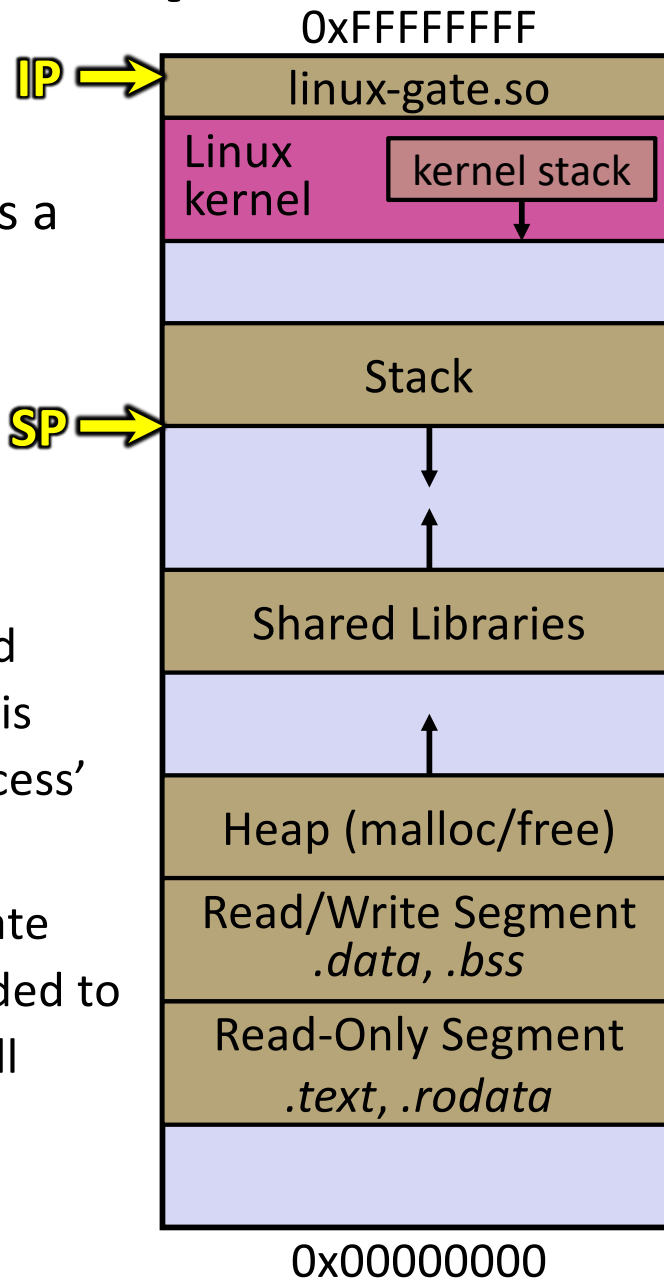 0xFFFFFFFF
IP
linux-gate.so
Linux
kernel
kernel stack
s a
Stack
SP
Shared Libraries
d
is
cess’
Heap (malloc/free)
Read/Write Segment
.data, .bss
ate
ded to
ll
Read-Only Segment
.text, .rodata
0x00000000